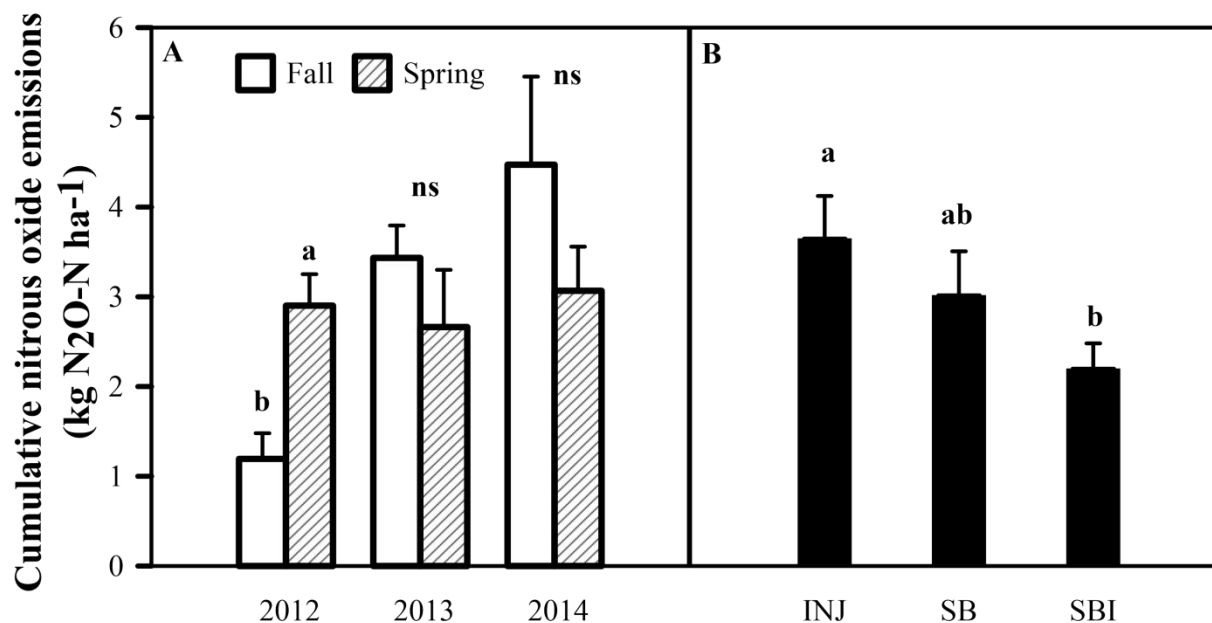 Cumulative nitrous oxide emissions
(kg N2O-N ha-1)
6
5
4
3
2
1
0
A
Fall
Spring
b
a
ns
ns
2012
2013
2014
B
a
ab
b
INJ
SB
SBI